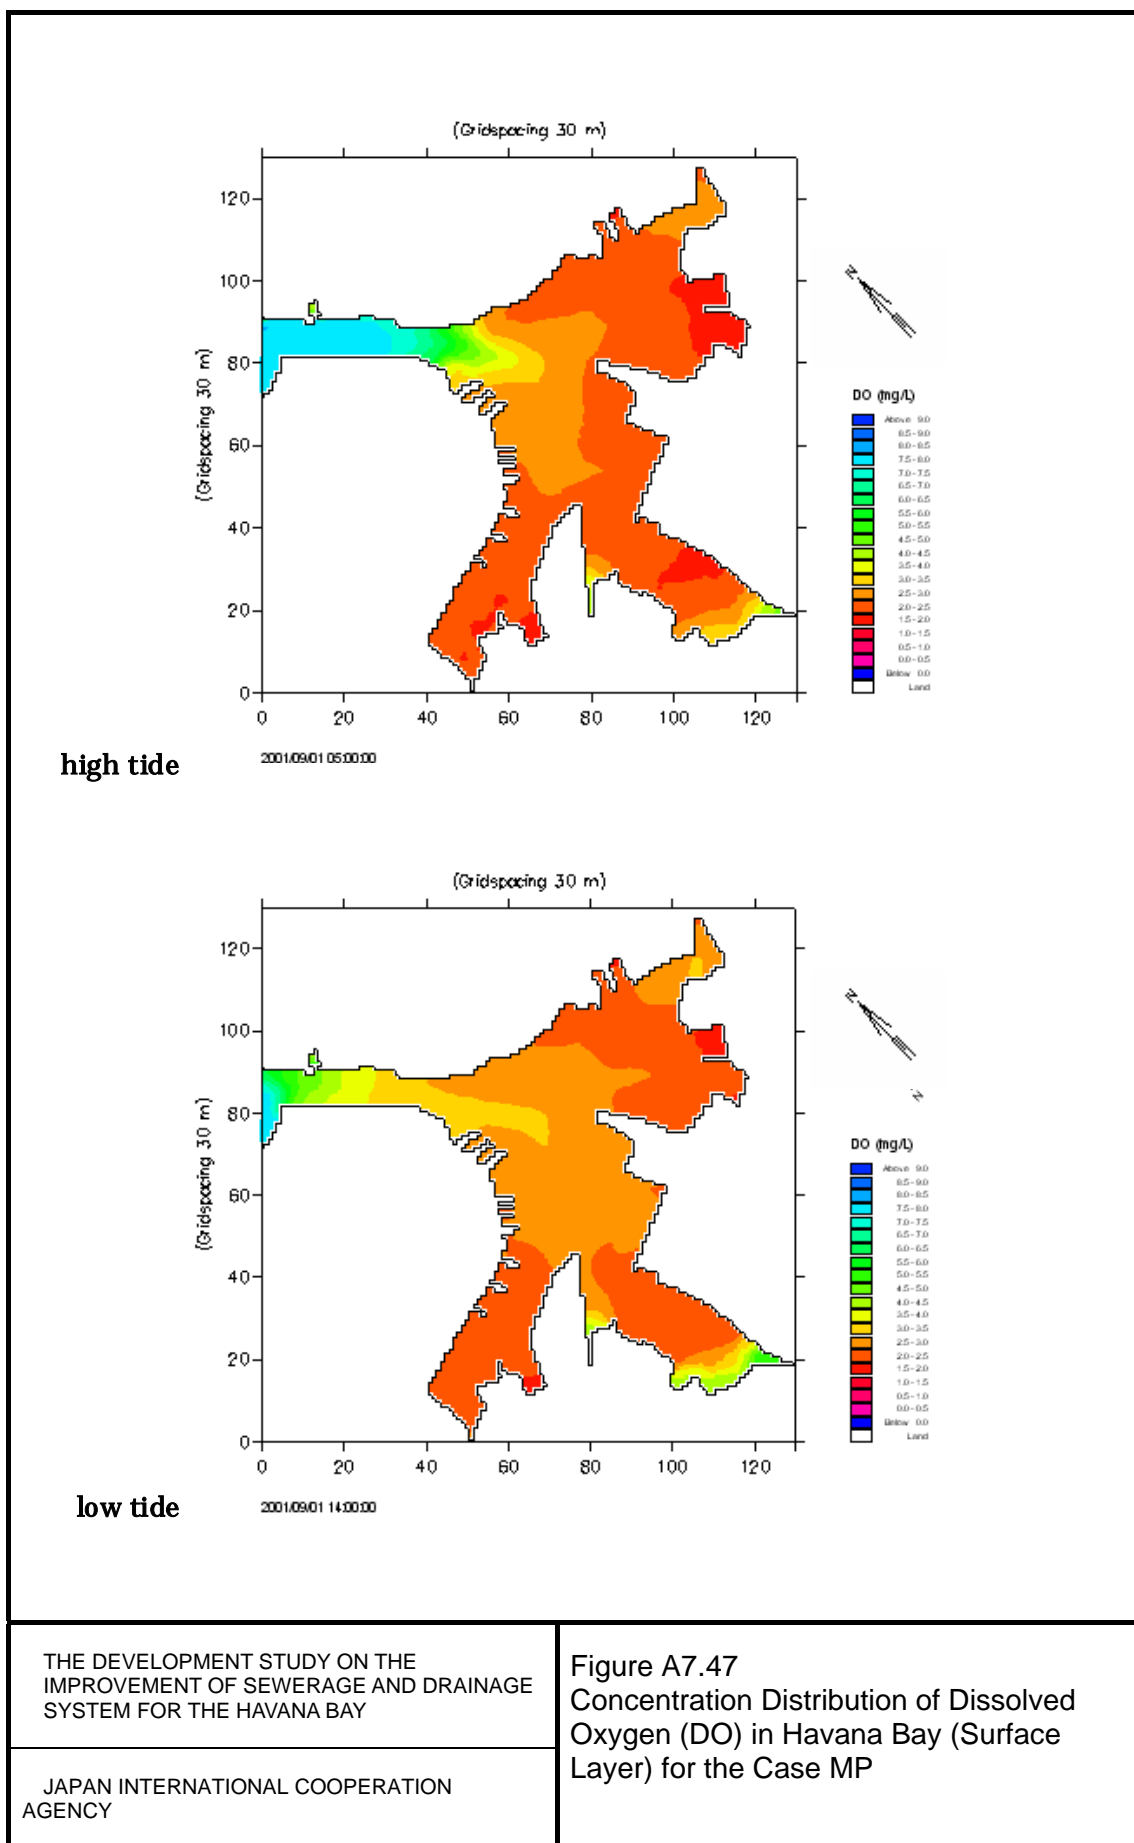 (Gridspacing 30 m)
(Gridspacing 30 m)
120
100
80
60
40
20
0
0 20 40 60 80 100 120
N
DO (mg/L)
Above 9.0
8.5 - 9.0
8.0 - 8.5
7.5 - 8.0
7.0 - 7.5
6.5 - 7.0
6.0 - 6.5
5.5 - 6.0
5.0 - 5.5
4.5 - 5.0
4.0 - 4.5
3.5 - 4.0
3.0 - 3.5
2.5 - 3.0
2.0 - 2.5
1.5 - 2.0
1.0 - 1.5
0.5 - 1.0
0.0 - 0.5
Below 0.0
Land
high tide
2001/09/01 05:00:00
(Gridspacing 30 m)
(Gridspacing 30 m)
120
100
80
60
40
20
0
0 20 40 60 80 100 120
N
N
DO (mg/L)
Above 9.0
8.5 - 9.0
8.0 - 8.5
7.5 - 8.0
7.0 - 7.5
6.5 - 7.0
6.0 - 6.5
5.5 - 6.0
5.0 - 5.5
4.5 - 5.0
4.0 - 4.5
3.5 - 4.0
3.0 - 3.5
2.5 - 3.0
2.0 - 2.5
1.5 - 2.0
1.0 - 1.5
0.5 - 1.0
0.0 - 0.5
Below 0.0
Land
low tide
2001/09/01 14:00:00
THE DEVELOPMENT STUDY ON THE
IMPROVEMENT OF SEWERAGE AND DRAINAGE
SYSTEM FOR THE HAVANA BAY
JAPAN INTERNATIONAL COOPERATION
AGENCY
Figure A7.47
Concentration Distribution of Dissolved
Oxygen (DO) in Havana Bay (Surface
Layer) for the Case MP